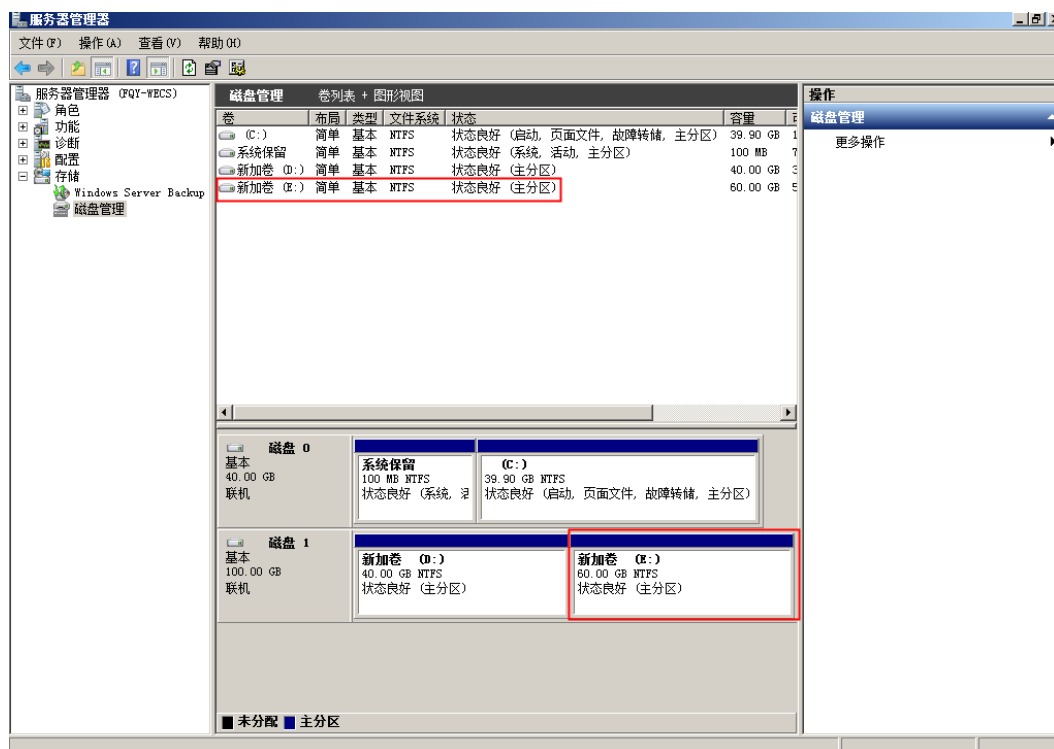 服务器管理器
文件(F) 操作(A) 查看(V) 帮助(H)
服务器管理器 (FQY-WECS)
角色
功能
诊断
配置
存储
Windows Server Backup
磁盘管理
磁盘管理 卷列表 + 图形视图
卷 布局 类型 文件系统 状态 容量
(C:) 简单 基本 NTFS 状态良好 (启动, 页面文件, 故障转储, 主分区) 39.90 GB 1
系统保留 简单 基本 NTFS 状态良好 (系统, 活动, 主分区) 100 MB 7
新加卷 (D:) 简单 基本 NTFS 状态良好 (主分区) 40.00 GB 3
新加卷 (E:) 简单 基本 NTFS 状态良好 (主分区) 60.00 GB 5
磁盘 0
基本
40.00 GB
联机
系统保留
100 MB NTFS
状态良好 (系统, 活
(C:)
39.90 GB NTFS
状态良好 (启动, 页面文件, 故障转储, 主分区)
磁盘 1
基本
100.00 GB
联机
新加卷 (D:)
40.00 GB NTFS
状态良好 (主分区)
新加卷 (E:)
60.00 GB NTFS
状态良好 (主分区)
未分配 主分区
操作
磁盘管理
更多操作